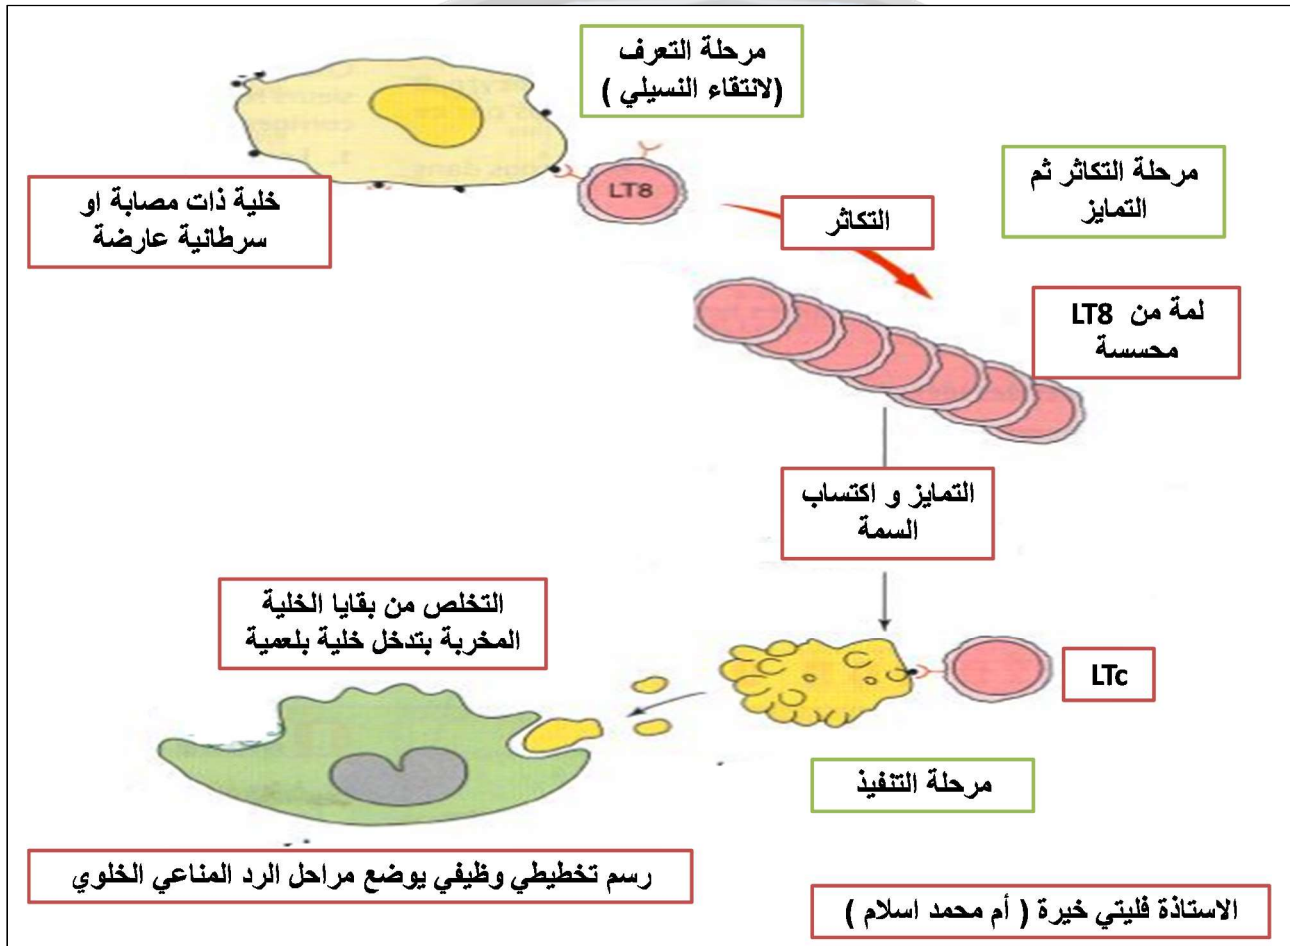 مرحلة التعرف
(لانتقاء النسيلي )
LT8
خلية ذات مصابة او
سرطانية عارضة
التكاثر
مرحلة التكاثر ثم
التمايز
لمة من LT8
محسسة
التمايز و اكتساب
السمة
التخلص من بقايا الخلية
المخربة بتدخل خلية بلعمية
LTc
مرحلة التنفيذ
رسم تخطيطي وظيفي يوضع مراحل الرد المناعي الخلوي
الاستاذة فليتي خيرة ( أم محمد اسلام )